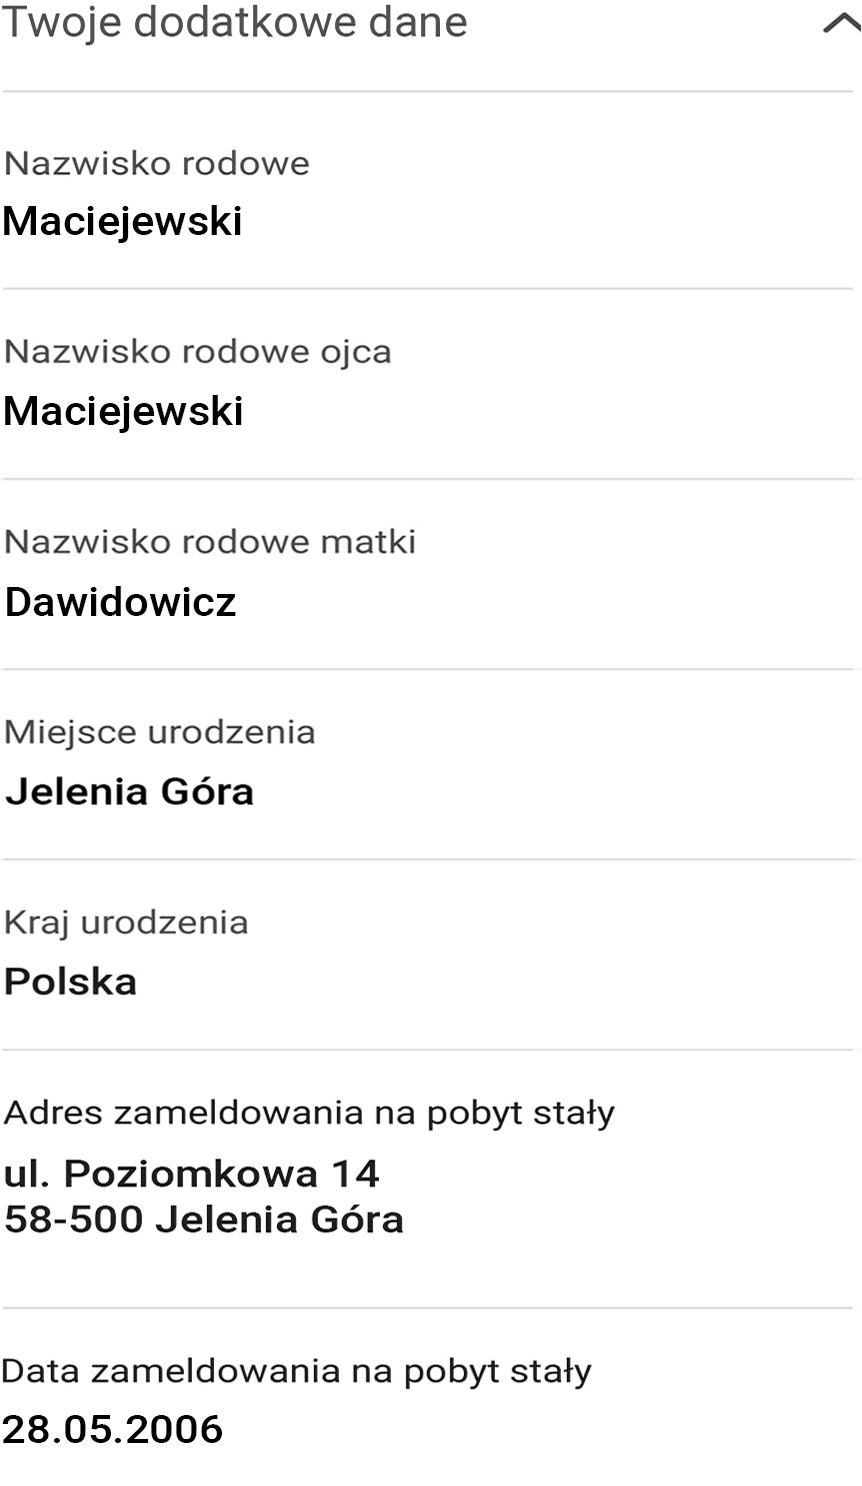 Twoje dodatkowe dane
Nazwisko rodowe
Maciejewski
Nazwisko rodowe ojca
Maciejewski
Nazwisko rodowe matki
Dawidowicz
Miejsce urodzenia
Jelenia Góra
Kraj urodzenia
Polska
Adres zameldowania na pobyt stały
ul. Poziomkowa 14
58-500 Jelenia Góra
Data zameldowania na pobyt stały
28.05.2006